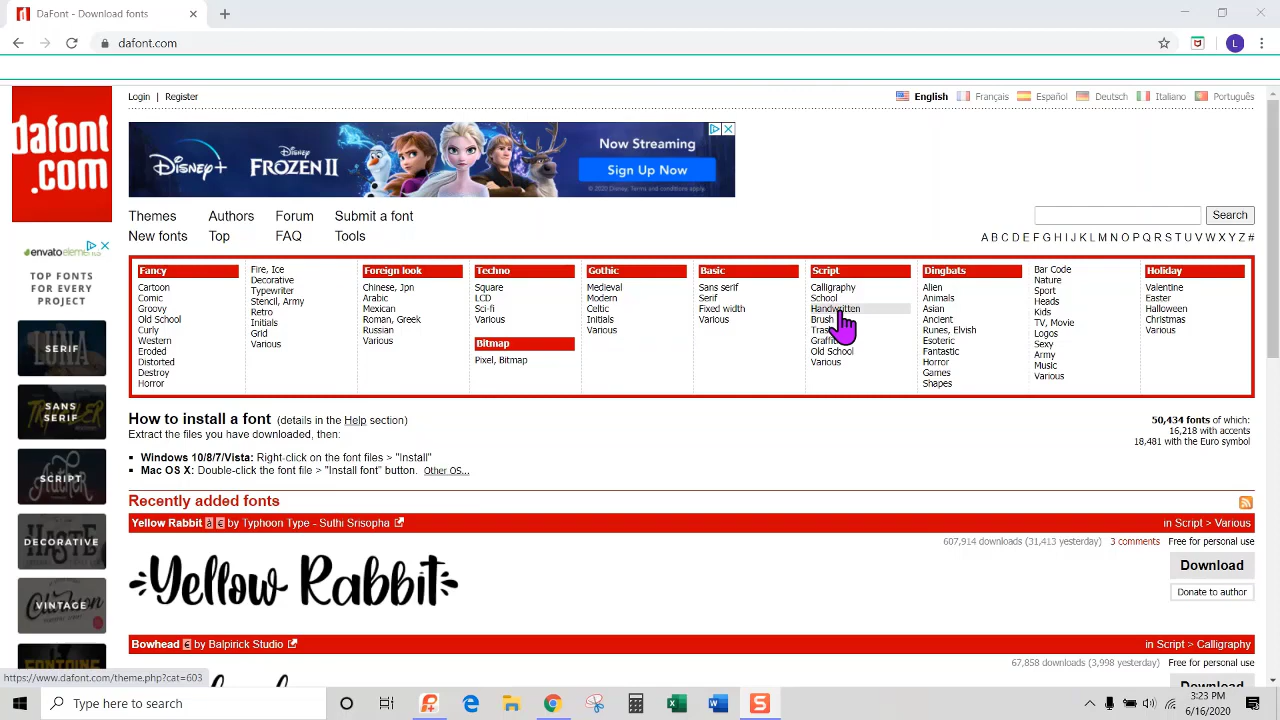 DaFont - Download fonts
dafont.com
Login | Register
English Français Español Deutsch Italiano Português
dafont
.com
Disney+ FROZEN II
Now Streaming
Sign Up Now
© 2020 Disney. Terms and conditions apply.
Themes Authors Forum Submit a font
New fonts Top FAQ Tools
Search
A B C D E F G H I J K L M N O P Q R S T U V W X Y Z #
envato elements
TOP FONTS
FOR EVERY
PROJECT
SERIF
SANS
SERIF
SCRIPT
DECORATIVE
VINTAGE
Fancy
Cartoon
Comic
Groovy
Old School
Curly
Western
Eroded
Distorted
Destroy
Horror
Fire, Ice
Decorative
Typewriter
Stencil, Army
Retro
Initials
Grid
Various
Foreign look
Chinese, Jpn
Arabic
Mexican
Roman, Greek
Russian
Various
Techno
Square
LCD
Sci-fi
Various
Bitmap
Pixel, Bitmap
Gothic
Medieval
Modern
Celtic
Initials
Various
Basic
Sans serif
Serif
Fixed width
Various
Script
Calligraphy
School
Handwritten
Brush
Tras
Graffi
Old School
Various
Dingbats
Alien
Animals
Asian
Ancient
Runes, Elvish
Esoteric
Fantastic
Horror
Games
Shapes
Bar Code
Nature
Sport
Heads
Kids
TV, Movie
Logos
Sexy
Army
Music
Various
Holiday
Valentine
Easter
Halloween
Christmas
Various
How to install a font (details in the Help section)
Extract the files you have downloaded, then:
Windows 10/8/7/Vista: Right-click on the font files > "Install"
Mac OS X: Double-click the font file > "Install font" button. Other OS...
50,434 fonts of which:
16,218 with accents
18,481 with the Euro symbol
Recently added fonts
Yellow Rabbit à € by Typhoon Type - Suthi Srisopha in Script > Various
607,914 downloads (31,413 yesterday) 3 comments Free for personal use
Yellow Rabbit
Download
Donate to author
Bowhead € by Balpirick Studio in Script > Calligraphy
67,858 downloads (3,998 yesterday) Free for personal use
Download
https://www.dafont.com/theme.php?cat=603
Type here to search
3:23 PM
6/16/2020